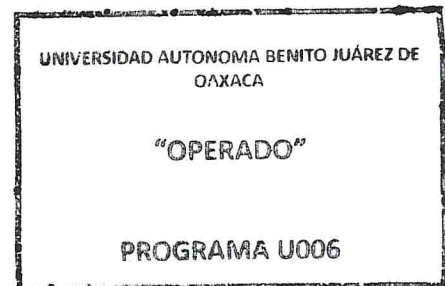 UNIVERSIDAD AUTONOMA BENITO JUÁREZ DE
OAXACA
"OPERADO"
PROGRAMA U006